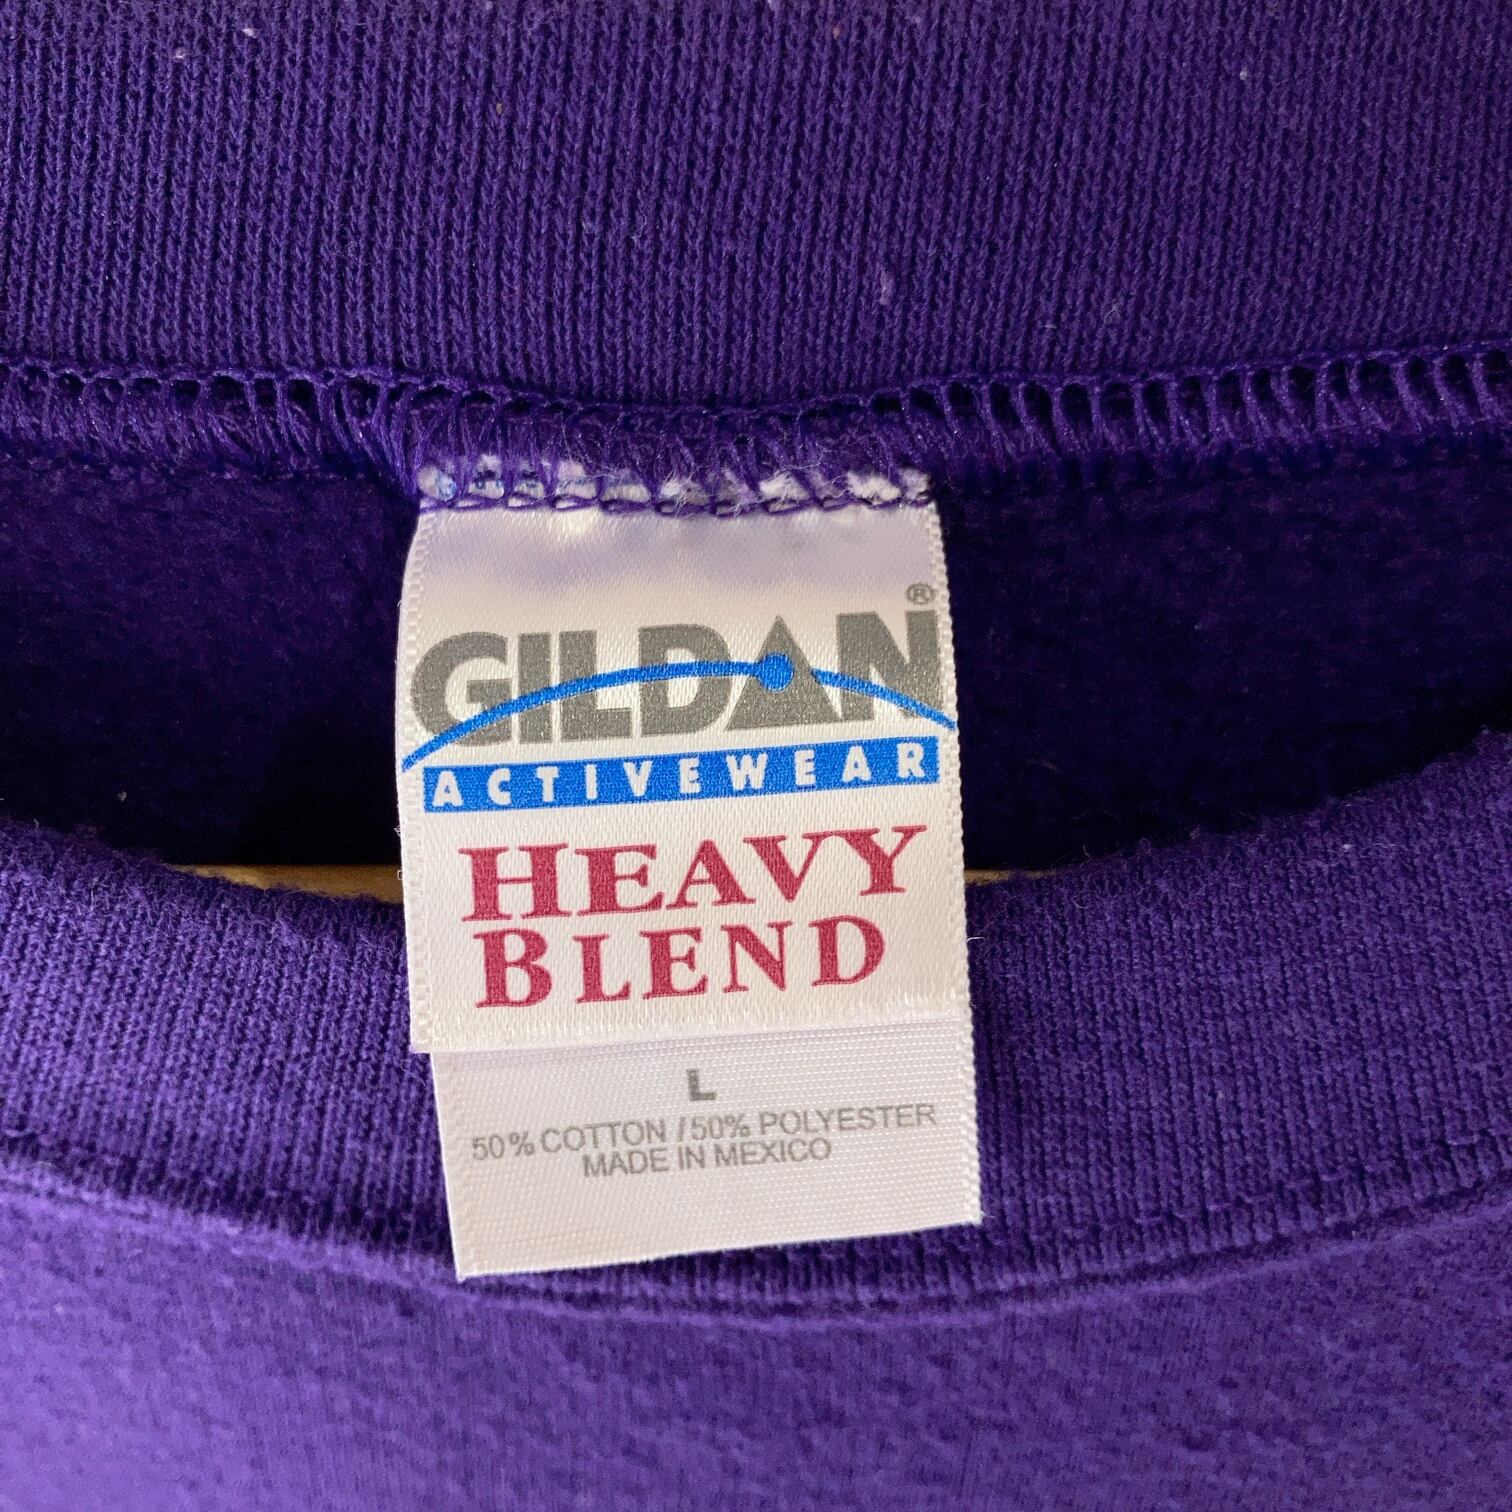 GILDAN®
ACTIVEWEAR
HEAVY
BLEND
L
50% COTTON / 50% POLYESTER
MADE IN MEXICO